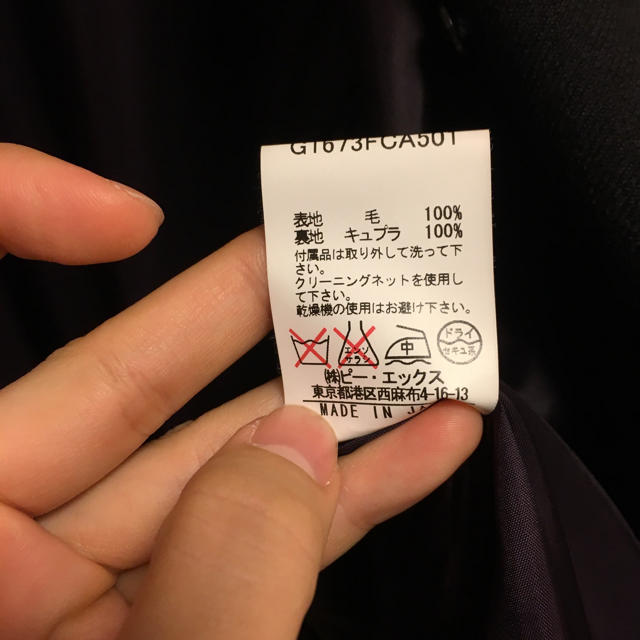 G1673FCA501
表地 毛 100%
裏地 キュプラ 100%
付属品は取り外して洗って下
さい。
クリーニングネットを使用し
て下さい。
乾燥機の使用はお避け下さい。
エンソ
サラシ
中
ドライ
セキユ系
㈱ピー・エックス
東京都港区西麻布4-16-13
MADE IN